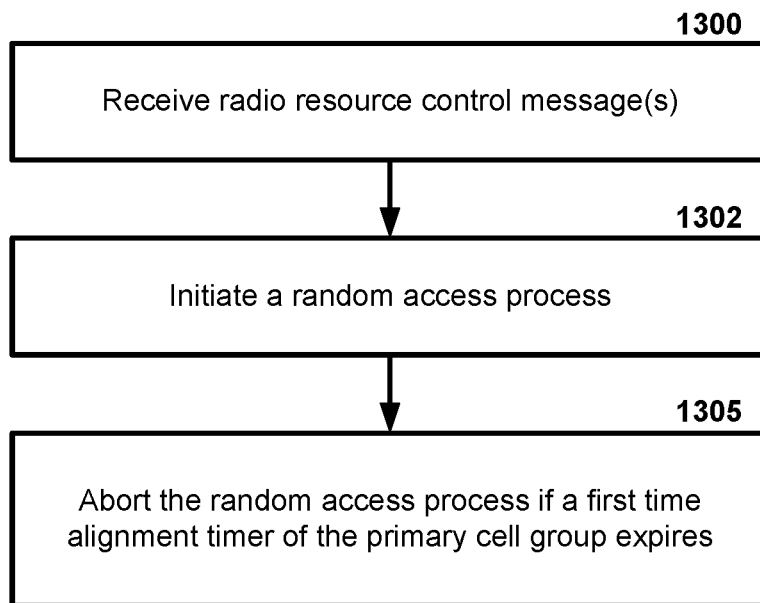 1300
Receive radio resource control message(s)
1302
Initiate a random access process
1305
Abort the random access process if a first time
alignment timer of the primary cell group expires